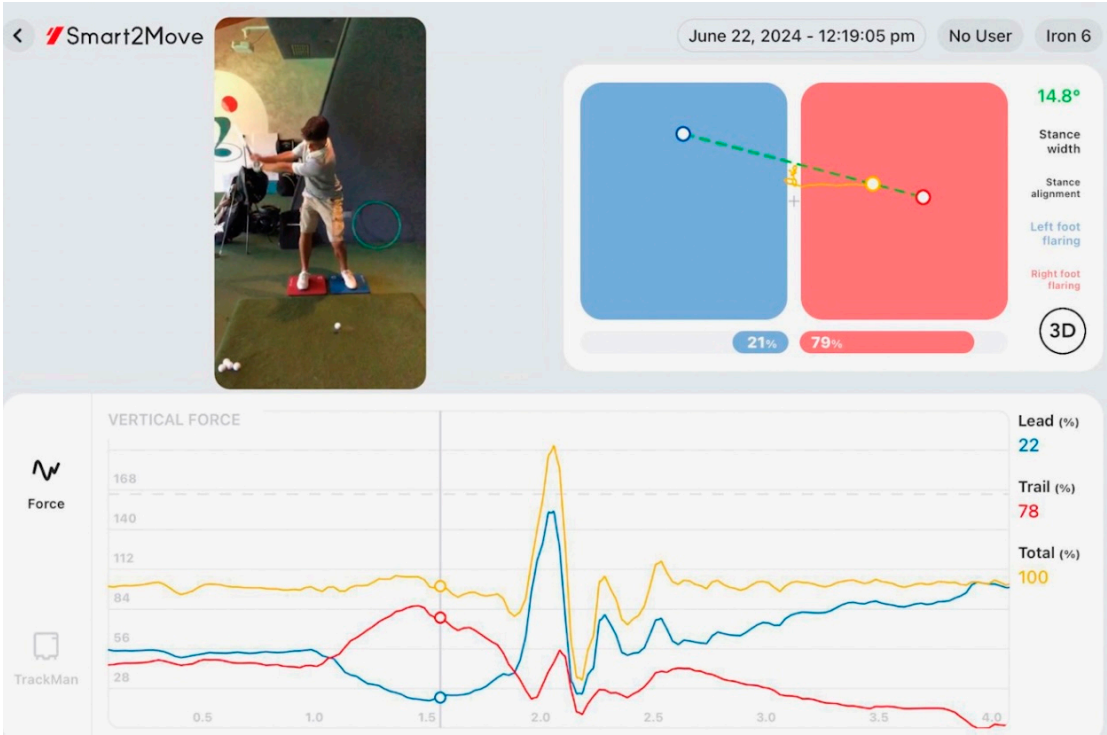 Smart2Move
June 22, 2024 - 12:19:05 pm
No User
Iron 6
14.8°
Stance
width
Stance
alignment
Left foot
flaring
Right foot
flaring
3D
21%
79%
VERTICAL FORCE
Force
TrackMan
168
140
112
84
56
28
0.5
1.0
1.5
2.0
2.5
3.0
3.5
4.0
Lead (%)
22
Trail (%)
78
Total (%)
100